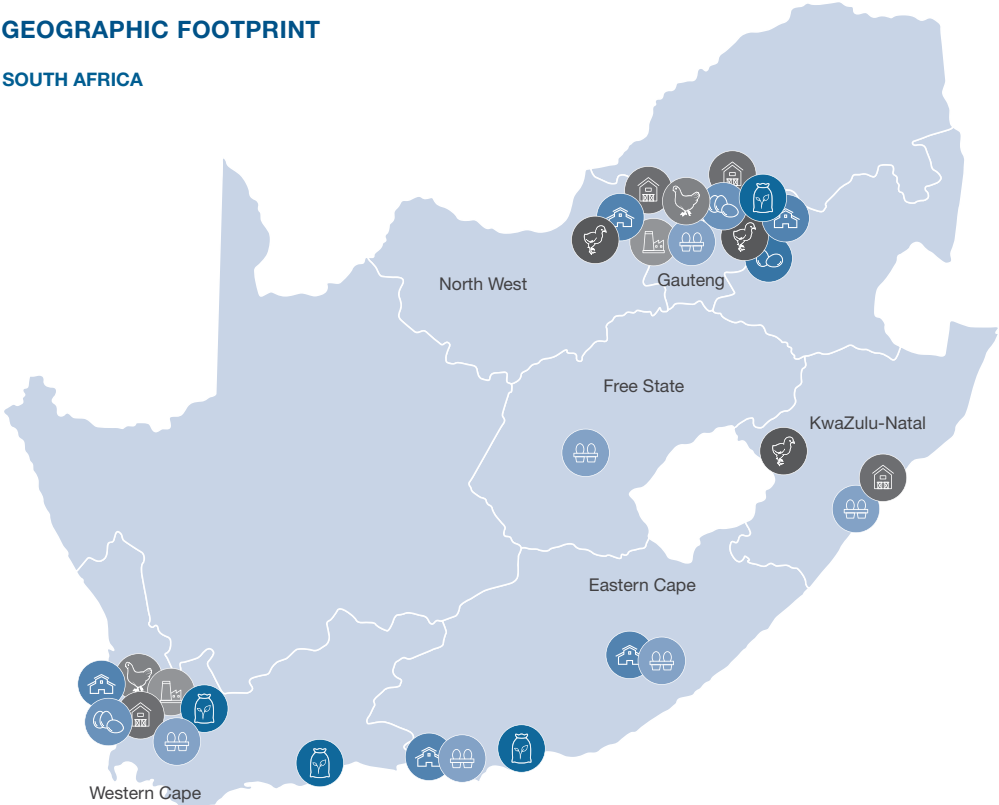 GEOGRAPHIC FOOTPRINT
SOUTH AFRICA
North West
Gauteng
Free State
KwaZulu-Natal
Eastern Cape
Western Cape